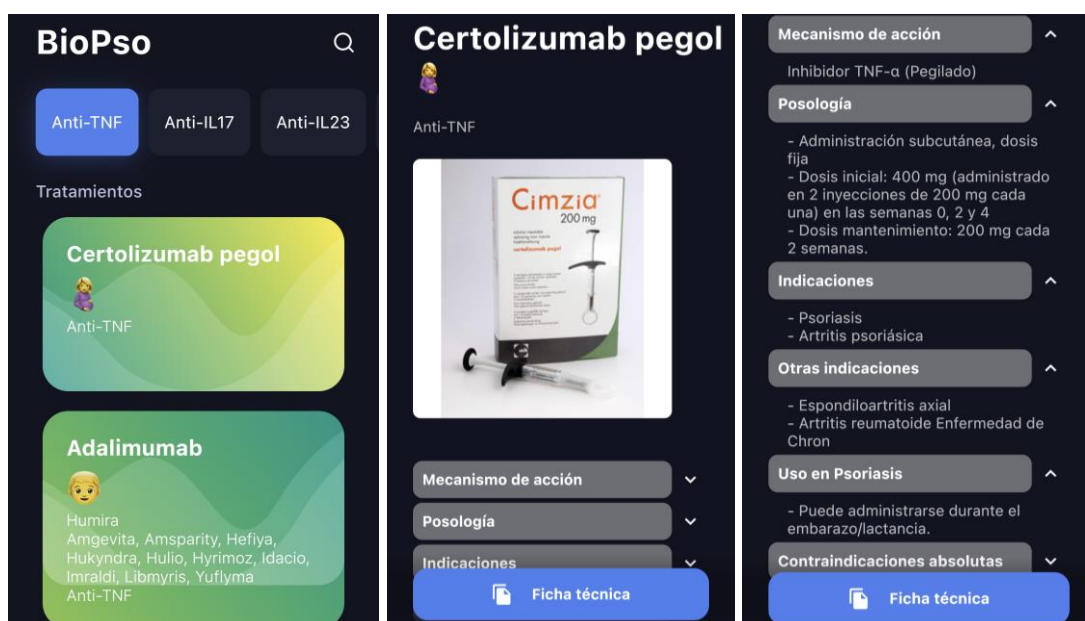 BioPso
Anti-TNF
Anti-IL17
Anti-IL23
Tratamientos
Certolizumab pegol
Anti-TNF
Adalimumab
Humira
Amgevita, Amsparity, Hefiya,
Hukyndra, Hulio, Hyrimoz, Idacio,
Imraldi, Libmyris, Yuflyma
Anti-TNF
Certolizumab pegol
Anti-TNF
Cimzia
200 mg
certolizumab pegol
Mecanismo de acción
Posología
Indicaciones
Ficha técnica
Mecanismo de acción
Inhibidor TNF-α (Pegilado)
Posología
- Administración subcutánea, dosis
fija
- Dosis inicial: 400 mg (administrado
en 2 inyecciones de 200 mg cada
una) en las semanas 0, 2 y 4
- Dosis mantenimiento: 200 mg cada
2 semanas.
Indicaciones
- Psoriasis
- Artritis psoriásica
Otras indicaciones
- Espondiloartritis axial
- Artritis reumatoide Enfermedad de
Chron
Uso en Psoriasis
- Puede administrarse durante el
embarazo/lactancia.
Contraindicaciones absolutas
Ficha técnica